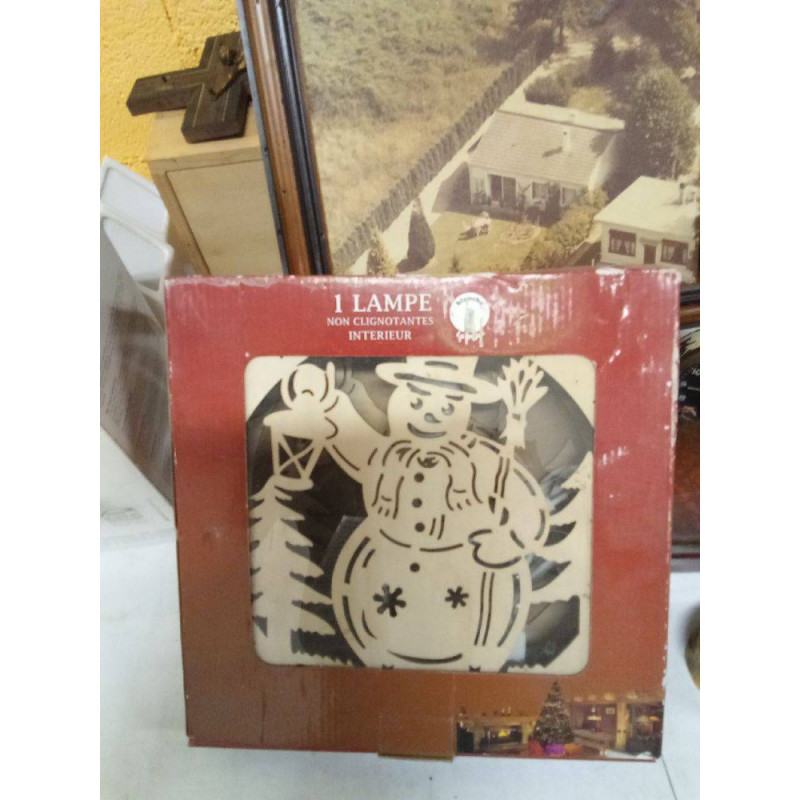 1 LAMPE
NON CLIGNOTANTES
INTERIEUR